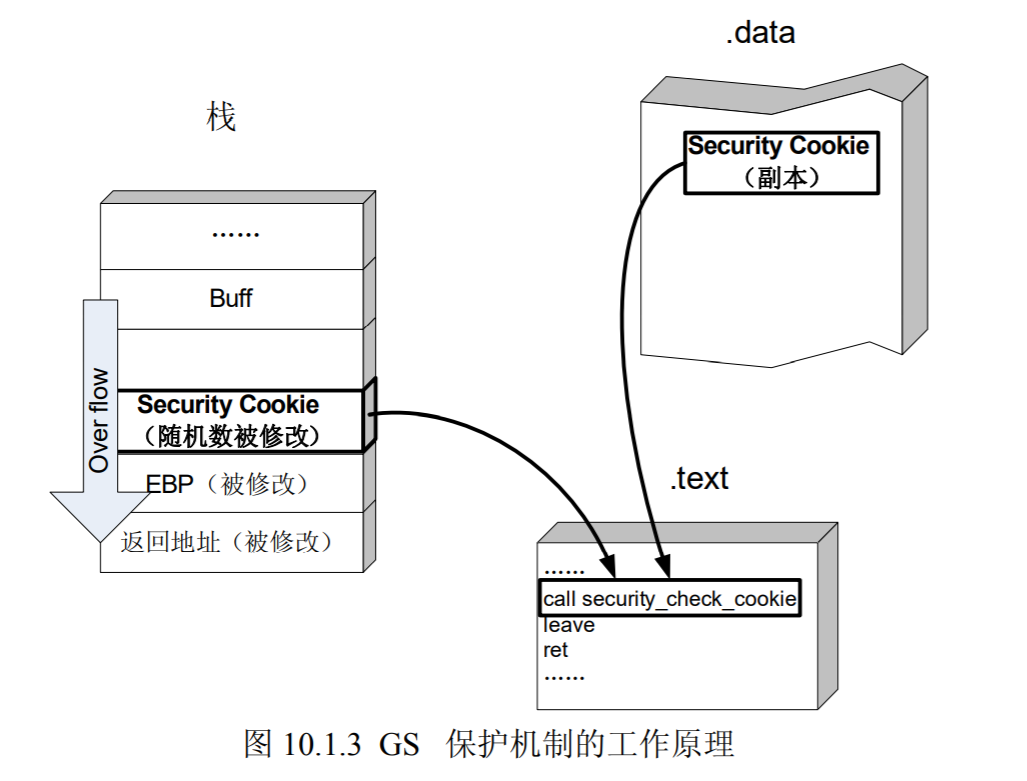 .data
栈
Security Cookie
（副本）
……
Buff
Over flow
Security Cookie
（随机数被修改）
EBP（被修改）
返回地址（被修改）
.text
……
call security_check_cookie
leave
ret
……
图 10.1.3 GS 保护机制的工作原理